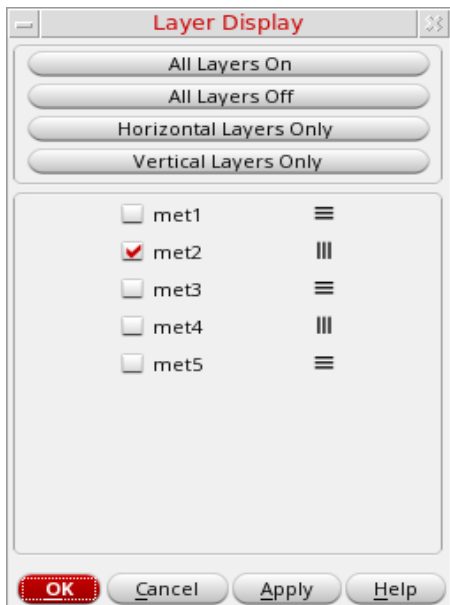 Layer Display
All Layers On
All Layers Off
Horizontal Layers Only
Vertical Layers Only
met1
met2
met3
met4
met5
OK Cancel Apply Help